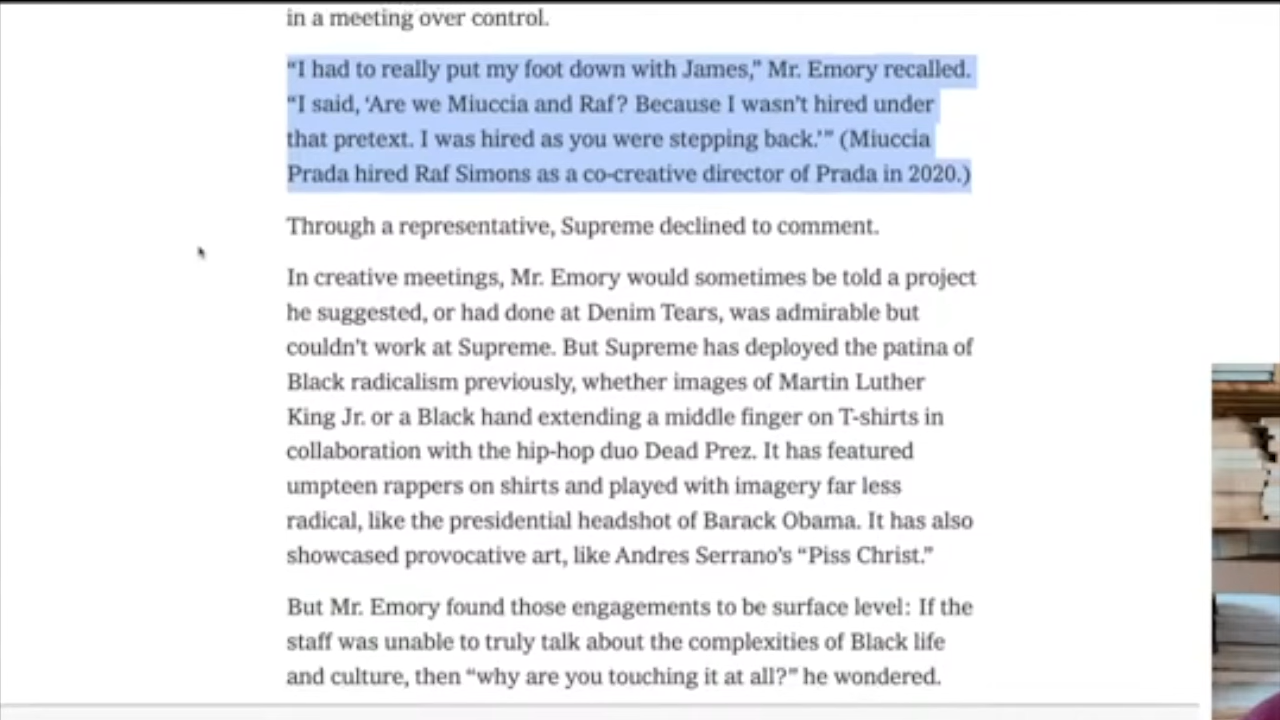 in a meeting over control.
“I had to really put my foot down with James,” Mr. Emory recalled.
“I said, ‘Are we Miuccia and Raf? Because I wasn’t hired under
that pretext. I was hired as you were stepping back.’” (Miuccia
Prada hired Raf Simons as a co-creative director of Prada in 2020.)
Through a representative, Supreme declined to comment.
In creative meetings, Mr. Emory would sometimes be told a project
he suggested, or had done at Denim Tears, was admirable but
couldn’t work at Supreme. But Supreme has deployed the patina of
Black radicalism previously, whether images of Martin Luther
King Jr. or a Black hand extending a middle finger on T-shirts in
collaboration with the hip-hop duo Dead Prez. It has featured
umpteen rappers on shirts and played with imagery far less
radical, like the presidential headshot of Barack Obama. It has also
showcased provocative art, like Andres Serrano’s “Piss Christ.”
But Mr. Emory found those engagements to be surface level: If the
staff was unable to truly talk about the complexities of Black life
and culture, then “why are you touching it at all?” he wondered.